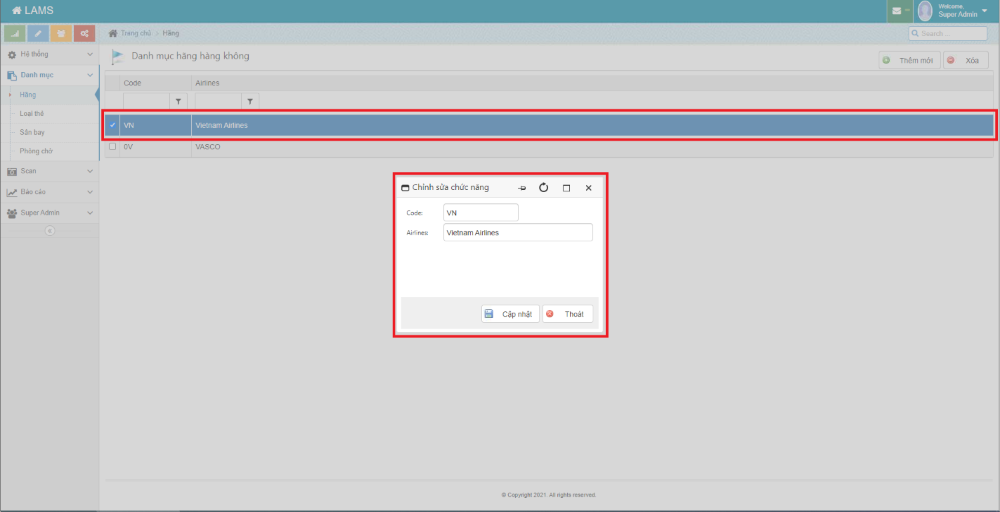 LAMS
Welcome,
Super Admin
Trang chủ > Hãng
Search ...
Hệ thống
Danh mục
Hãng
Loại thẻ
Sân bay
Phòng chờ
Scan
Báo cáo
Super Admin
Danh mục hãng hàng không
Thêm mới
Xóa
Code Airlines
VN Vietnam Airlines
0V VASCO
Chỉnh sửa chức năng
Code: VN
Airlines: Vietnam Airlines
Cập nhật
Thoát
© Copyright 2021. All rights reserved.